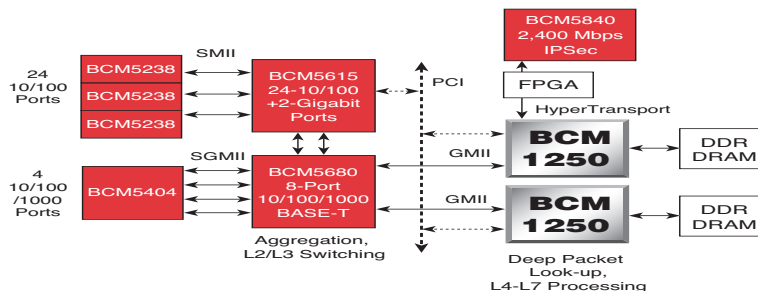 24
10/100
Ports
BCM5238
BCM5238
BCM5238
SMII
BCM5615
24-10/100
+2-Gigabit
Ports
PCI
BCM5840
2,400 Mbps
IPSec
FPGA
HyperTransport
BCM
1250
DDR
DRAM
4
10/100
/1000
Ports
BCM5404
SGMII
BCM5680
8-Port
10/100/1000
BASE-T
GMII
GMII
BCM
1250
DDR
DRAM
Aggregation,
L2/L3 Switching
Deep Packet
Look-up,
L4-L7 Processing